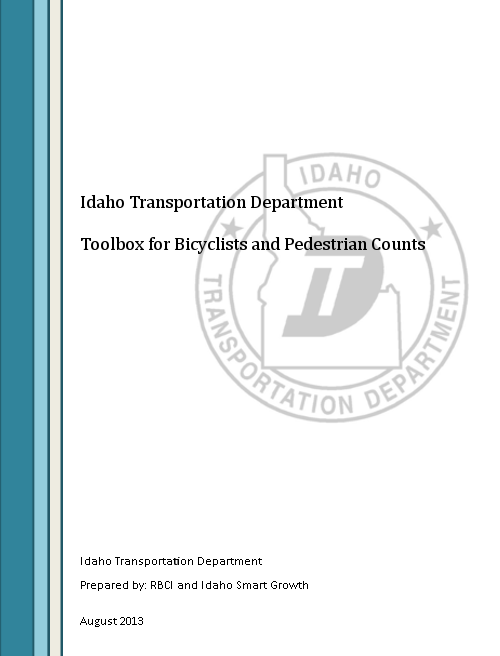 IDAHO
Idaho Transportation Department
Toolbox for Bicyclists and Pedestrian Counts
TRANSPORTATION DEPARTMENT
Idaho Transportation Department
Prepared by: RBCI and Idaho Smart Growth
August 2013